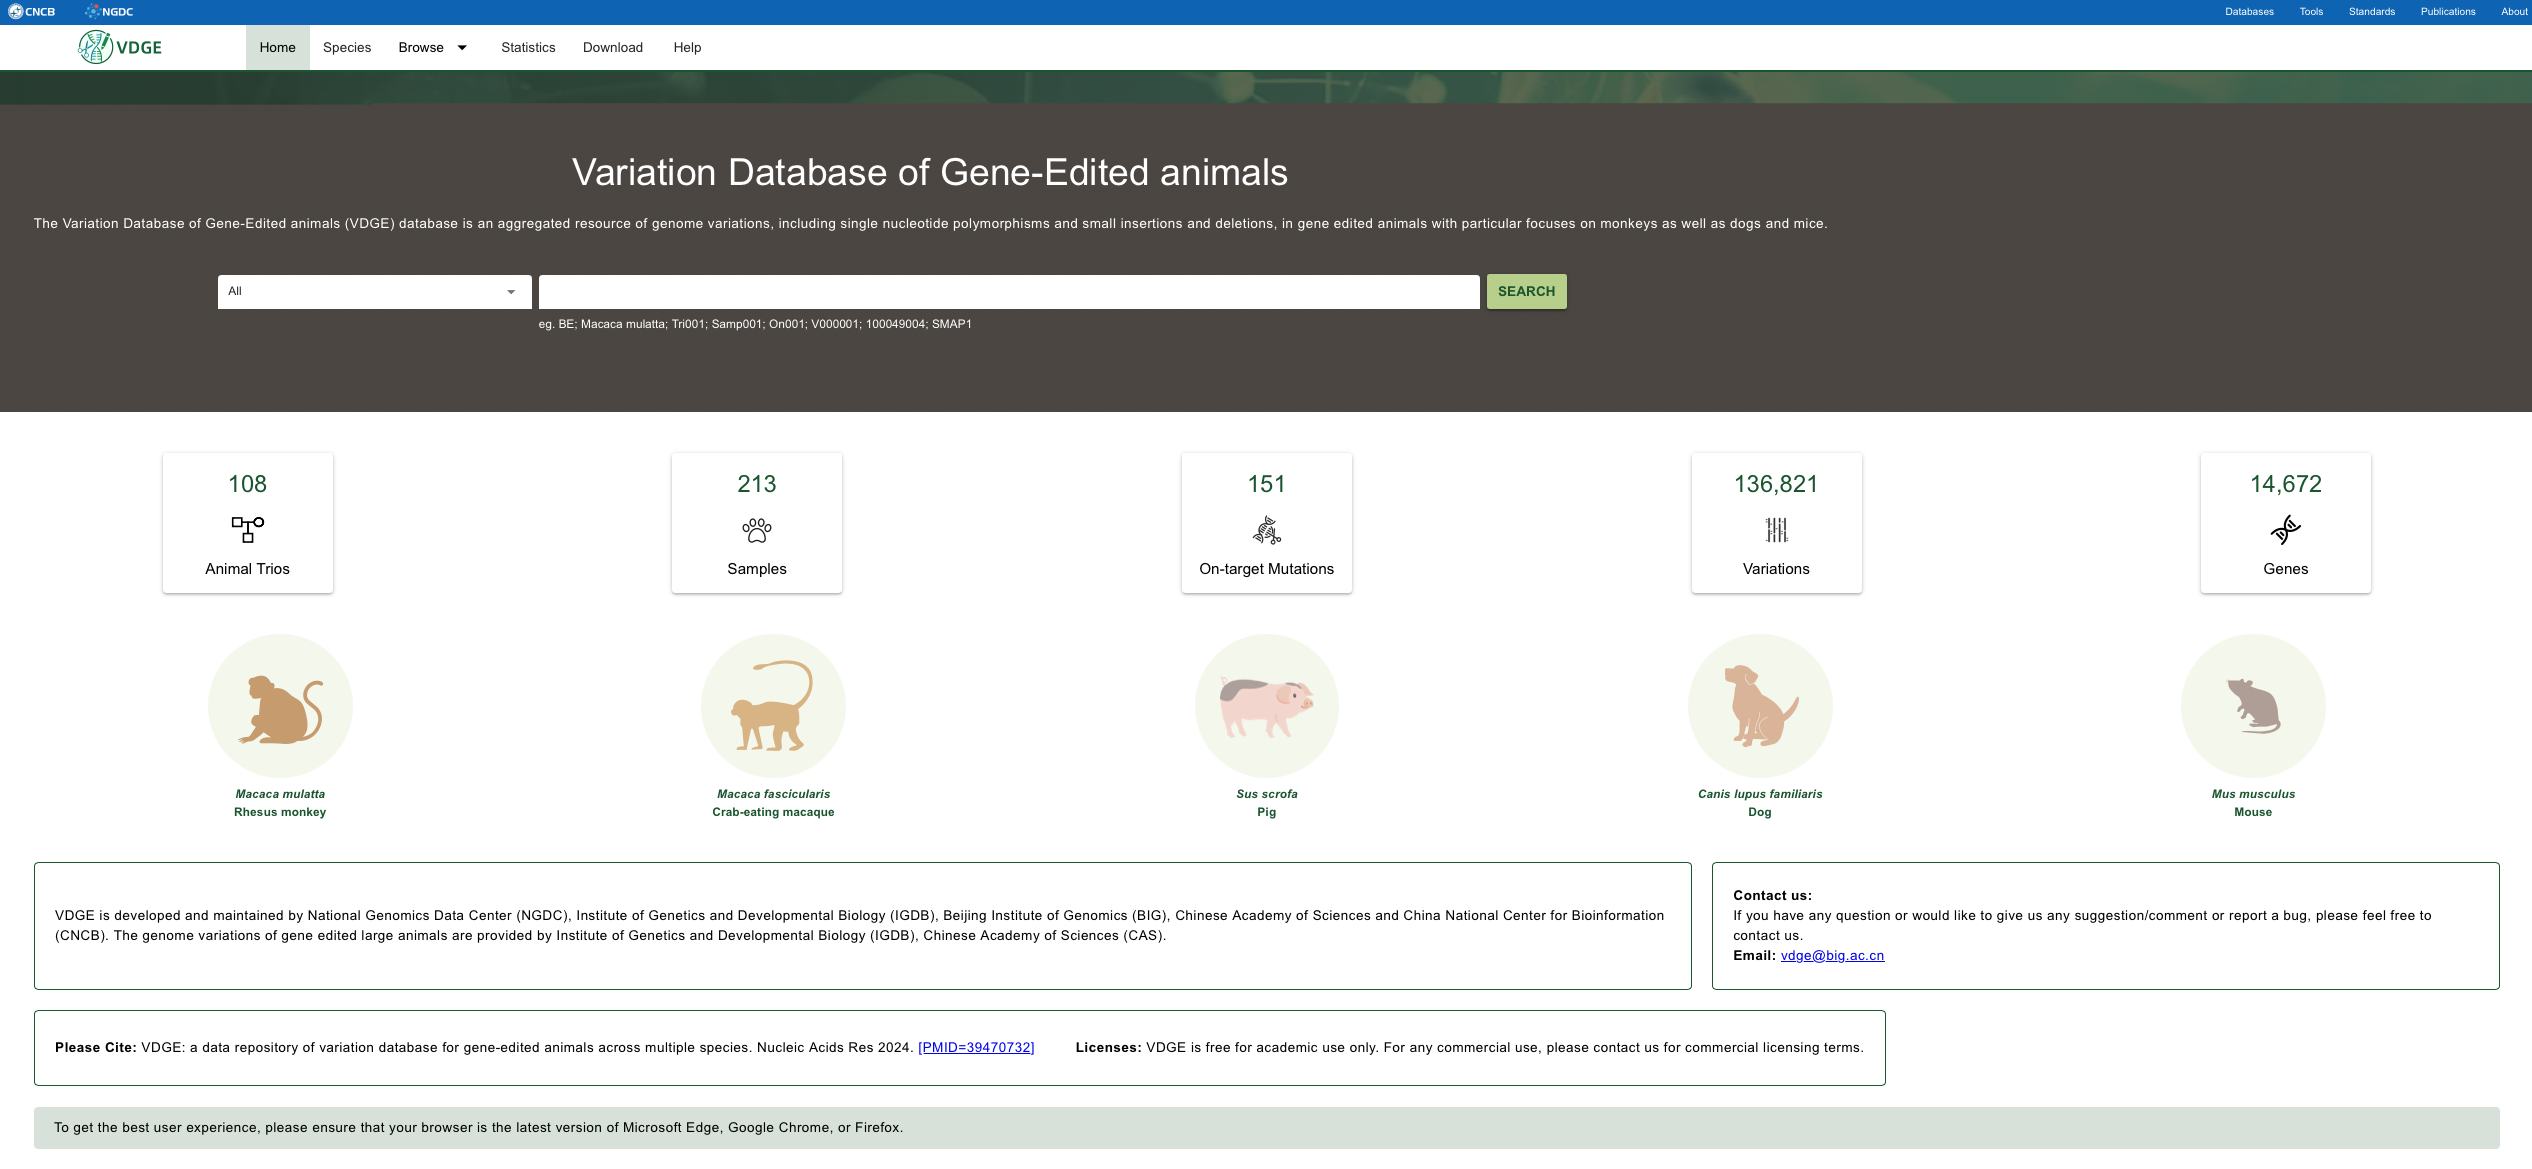 CNCB NGDC Databases Tools Standards Publications About
VDGE Home Species Browse Statistics Download Help
Variation Database of Gene-Edited animals
The Variation Database of Gene-Edited animals (VDGE) database is an aggregated resource of genome variations, including single nucleotide polymorphisms and small insertions and deletions, in gene edited animals with particular focuses on monkeys as well as dogs and mice.
All SEARCH
eg. BE; Macaca mulatta; Tri001; Samp001; On001; V000001; 100049004; SMAP1
108 213 151 136,821 14,672
Animal Trios Samples On-target Mutations Variations Genes
Macaca mulatta Macaca fascicularis Sus scrofa Canis lupus familiaris Mus musculus
Rhesus monkey Crab-eating macaque Pig Dog Mouse
VDGE is developed and maintained by National Genomics Data Center (NGDC), Institute of Genetics and Developmental Biology (IGDB), Beijing Institute of Genomics (BIG), Chinese Academy of Sciences and China National Center for Bioinformation
(CNCB). The genome variations of gene edited large animals are provided by Institute of Genetics and Developmental Biology (IGDB), Chinese Academy of Sciences (CAS).
Contact us:
If you have any question or would like to give us any suggestion/comment or report a bug, please feel free to
contact us.
Email: vdge@big.ac.cn
Please Cite: VDGE: a data repository of variation database for gene-edited animals across multiple species. Nucleic Acids Res 2024. [PMID=39470732] Licenses: VDGE is free for academic use only. For any commercial use, please contact us for commercial licensing terms.
To get the best user experience, please ensure that your browser is the latest version of Microsoft Edge, Google Chrome, or Firefox.